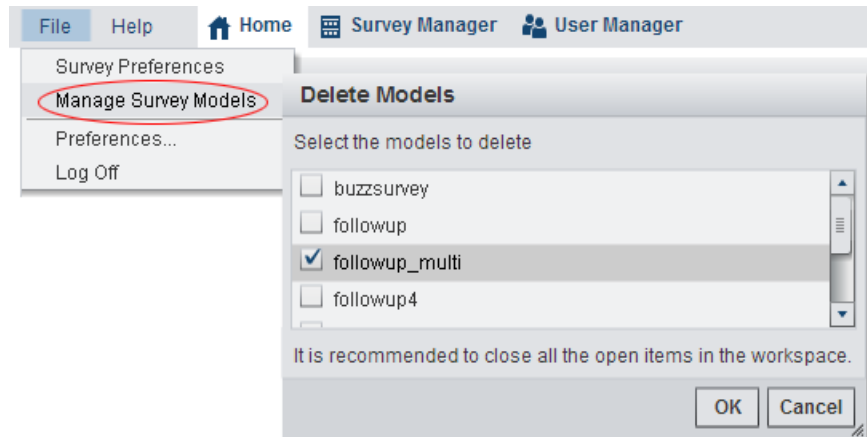 File Help Home Survey Manager User Manager
Survey Preferences
Manage Survey Models
Preferences...
Log Off
Delete Models
Select the models to delete
buzzsurvey
followup
followup_multi
followup4
It is recommended to close all the open items in the workspace.
OK Cancel